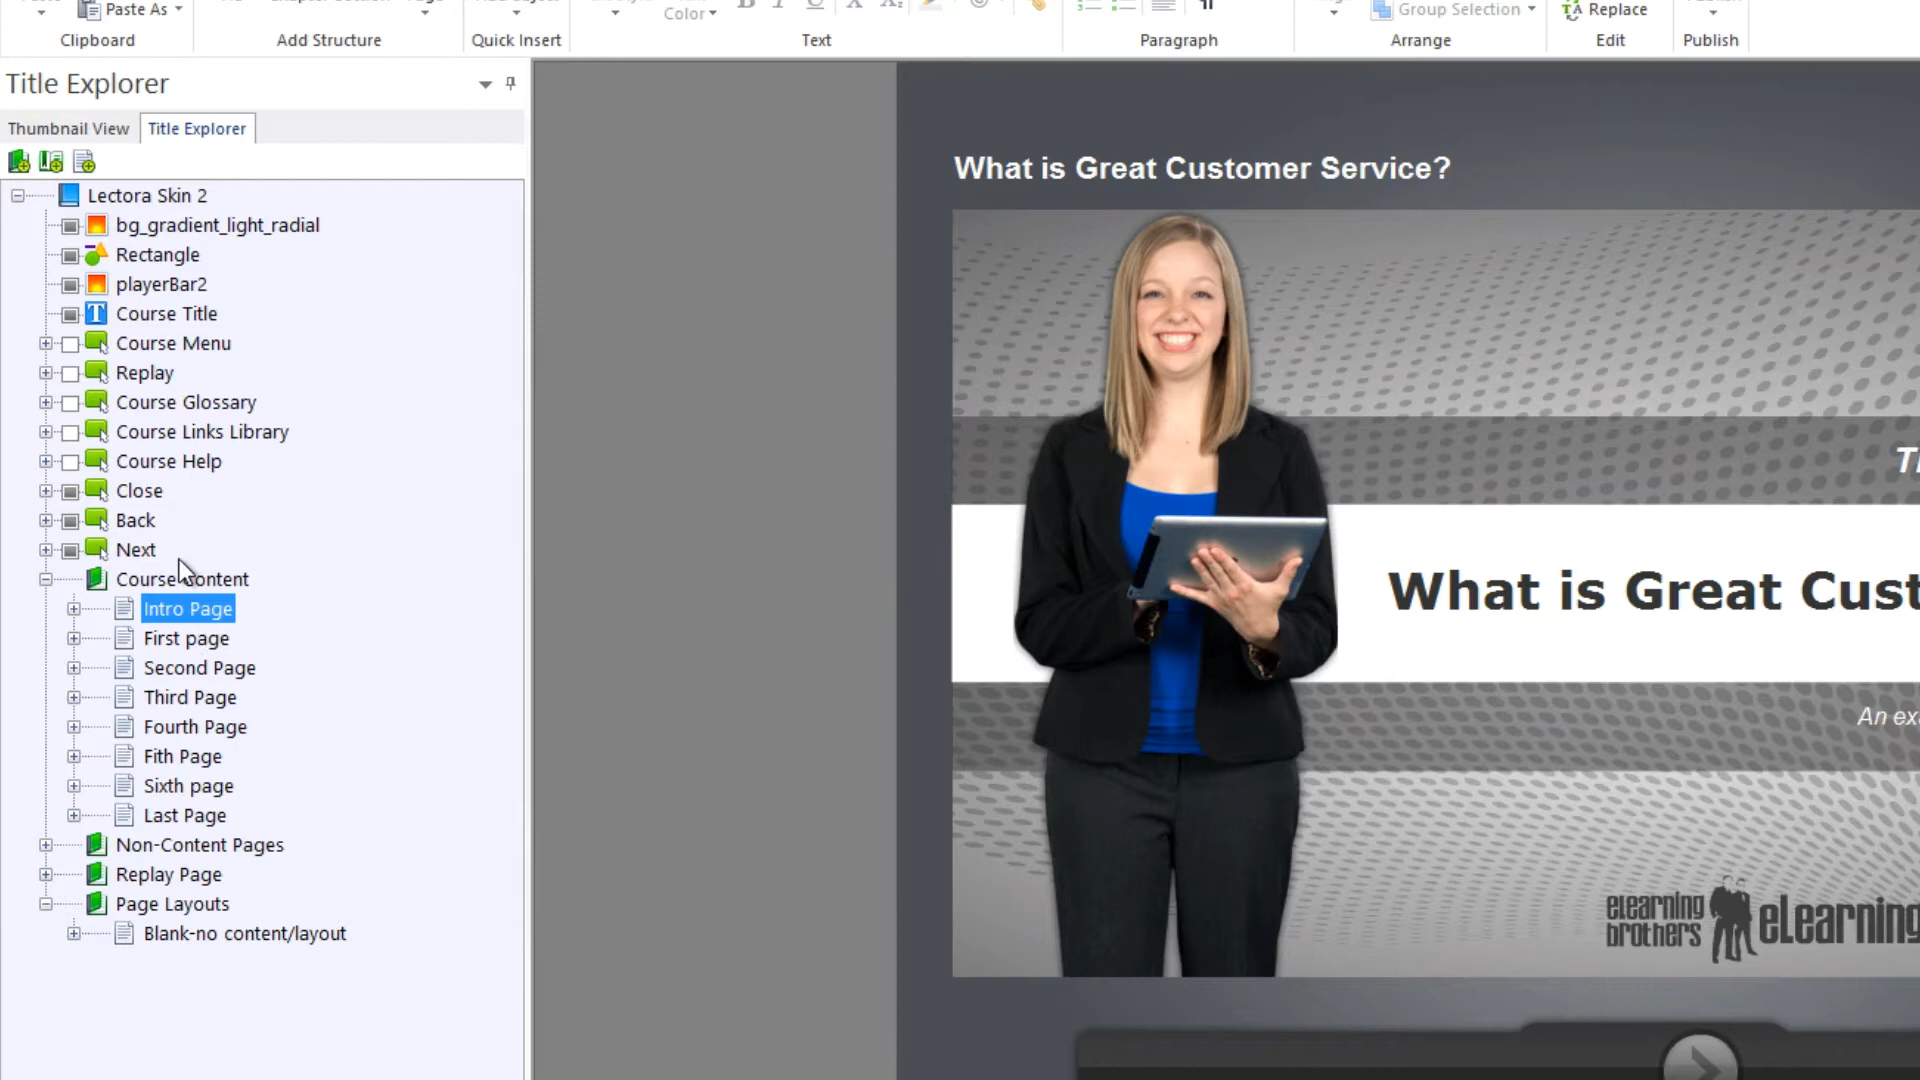 Paste As
Color
Group Selection
Replace
Clipboard
Add Structure
Quick Insert
Text
Paragraph
Arrange
Edit
Publish
Title Explorer
Thumbnail View
Title Explorer
Lectora Skin 2
bg_gradient_light_radial
Rectangle
playerBar2
Course Title
Course Menu
Replay
Course Glossary
Course Links Library
Course Help
Close
Back
Next
Course content
Intro Page
First page
Second Page
Third Page
Fourth Page
Fith Page
Sixth page
Last Page
Non-Content Pages
Replay Page
Page Layouts
Blank-no content/layout
What is Great Customer Service?
What is Great Cust
An ex
elearning
brothers
eLearning